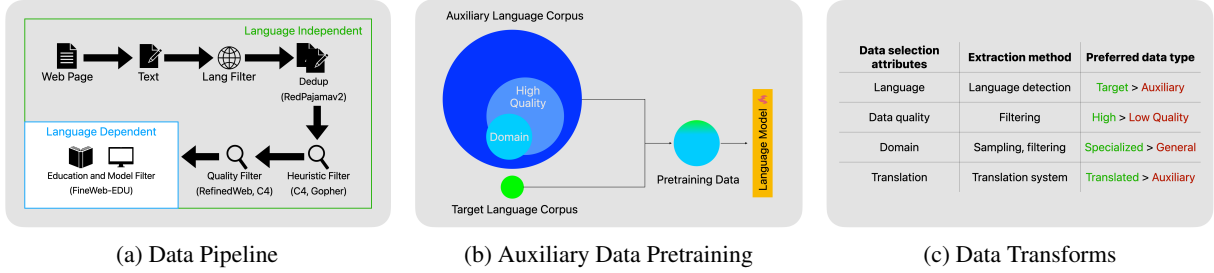 Language Independent
Web Page
Text
Lang Filter
Dedup
(RedPajamav2)
Language Dependent
Education and Model Filter
(FineWeb-EDU)
Quality Filter
(RefinedWeb, C4)
Heuristic Filter
(C4, Gopher)
(a) Data Pipeline
Auxiliary Language Corpus
High
Quality
Domain
Target Language Corpus
Pretraining Data
Language Model
(b) Auxiliary Data Pretraining
Data selection attributes | Extraction method | Preferred data type
Language | Language detection | Target > Auxiliary
Data quality | Filtering | High > Low Quality
Domain | Sampling, filtering | Specialized > General
Translation | Translation system | Translated > Auxiliary
(c) Data Transforms